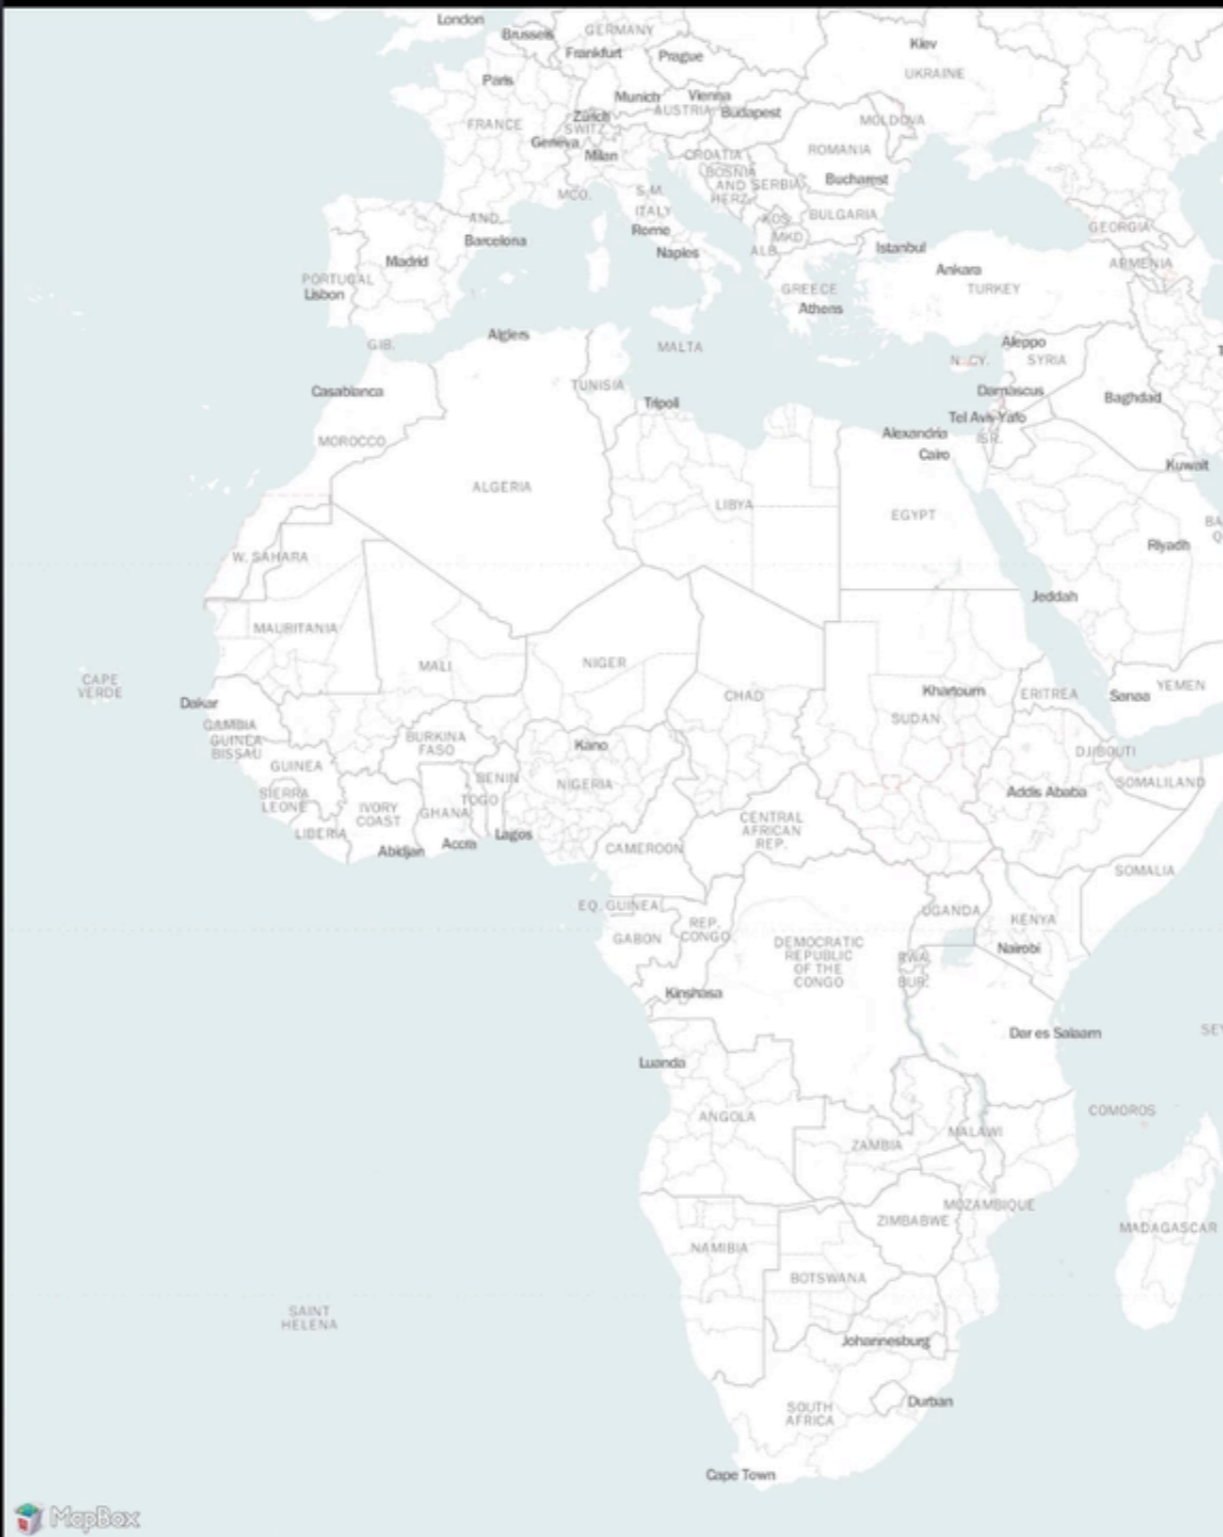 London
Brussels
GERMANY
Frankfurt
Prague
Kiev
UKRAINE
Paris
Munich
Vienna
AUSTRIA
Budapest
FRANCE
Zürich
SWITZ.
Geneva
Milan
MOLDOVA
CROATIA
ROMANIA
BOSNIA
AND
HERZ.
SERBIA
Bucharest
MCO.
S.M.
ITALY
Rome
KOS.
BULGARIA
MKD
ALB.
AND.
Barcelona
Naples
Istanbul
GEORGIA
ARMENIA
Madrid
PORTUGAL
Lisbon
GREECE
Athens
Ankara
TURKEY
GIB.
Algiers
MALTA
Aleppo
N. CY.
SYRIA
Casablanca
TUNISIA
Tripoli
Damascus
Baghdad
Tel Aviv-Yafo
ISR.
Alexandria
Cairo
MOROCCO
Kuwait
ALGERIA
LIBYA
EGYPT
BA
Q
Riyadh
W. SAHARA
Jeddah
MAURITANIA
MALI
NIGER
CHAD
Khartoum
SUDAN
ERITREA
Sanaa
YEMEN
CAPE
VERDE
Dakar
GAMBIA
GUINEA
BISSAU
GUINEA
BURKINA
FASO
Kano
NIGERIA
DJIBOUTI
SOMALILAND
Addis Ababa
SIERRA
LEONE
LIBERIA
IVORY
COAST
Abidjan
GHANA
Accra
TOGO
BENIN
Lagos
CENTRAL
AFRICAN
REP.
CAMEROON
SOMALIA
EQ. GUINEA
GABON
REP.
CONGO
DEMOCRATIC
REPUBLIC
OF THE
CONGO
UGANDA
KENYA
Nairobi
RWA.
BUR.
Kinshasa
Dar es Salaam
SEY
Luanda
ANGOLA
ZAMBIA
MALAWI
COMOROS
MOZAMBIQUE
ZIMBABWE
MADAGASCAR
NAMIBIA
BOTSWANA
SAINT
HELENA
Johannesburg
Durban
SOUTH
AFRICA
Cape Town
MapBox